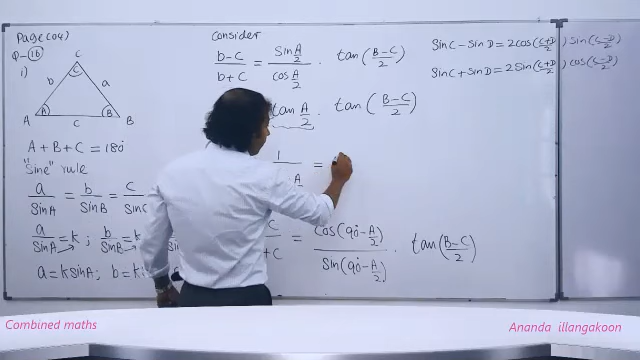 Page (04)
Q-16
i)
C
b
C
a
A
A
B
B
c
A + B + C = 180°
"Sine" rule
a/SinA = b/SinB = c/SinC
a/SinA = k ; b/SinB = k
a = k SinA ; b = k
Consider
b-C/b+C = Sin A/2 / Cos A/2 · tan(B-C/2)
tan A/2 · tan(B-C/2)
1/ A/2 =
C/+C = Cos(90°-A/2)/Sin(90°-A/2) · tan(B-C/2)
SinC - SinD = 2Cos(C+D/2) Sin(C-D/2)
SinC + SinD = 2Sin(C+D/2) Cos(C-D/2)
Combined maths
Ananda illangakoon